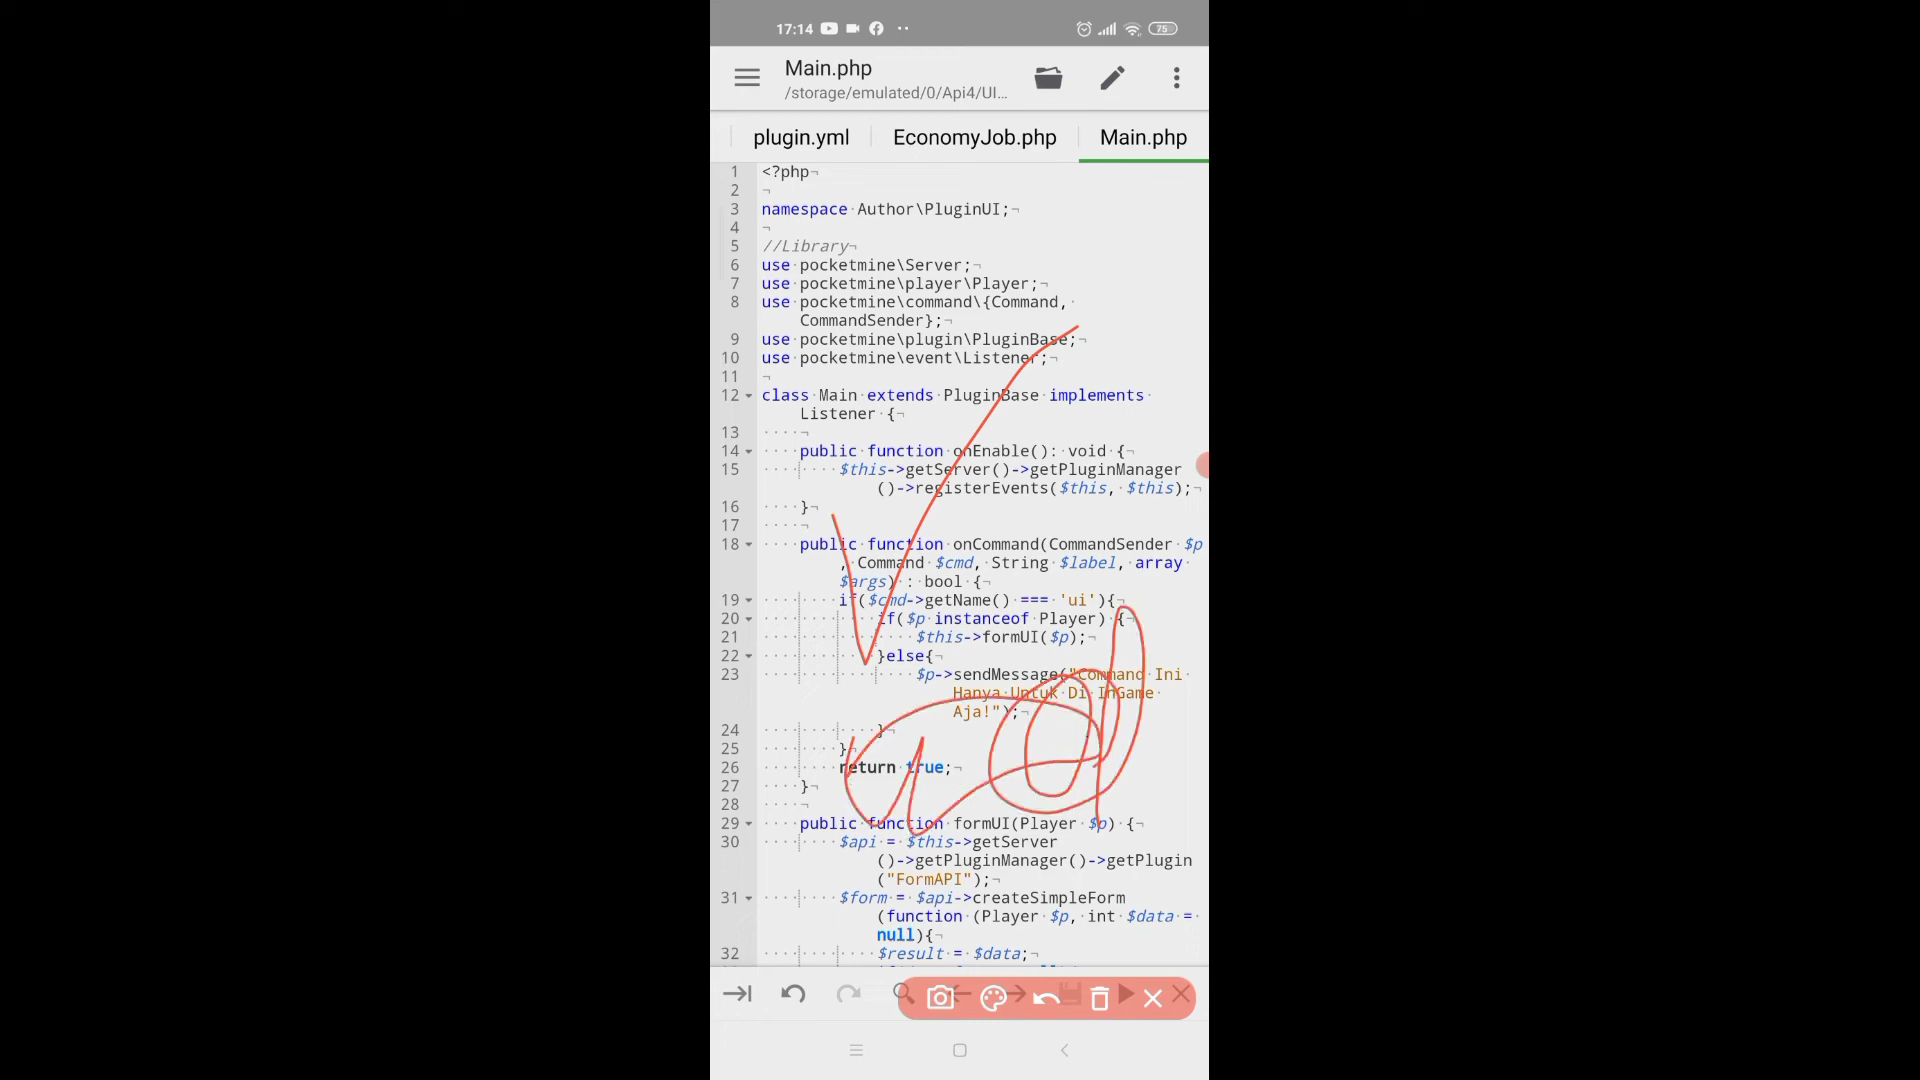 17:14
75
Main.php
/storage/emulated/0/Api4/UI...
plugin.yml EconomyJob.php Main.php
1 <?php
2
3 namespace Author\PluginUI;
4
5 //Library
6 use pocketmine\Server;
7 use pocketmine\player\Player;
8 use pocketmine\command\{Command,
CommandSender};
9 use pocketmine\plugin\PluginBase;
10 use pocketmine\event\Listener;
11
12 class Main extends PluginBase implements
Listener {
13
14 public function onEnable(): void {
15 $this->getServer()->getPluginManager
()->registerEvents($this, $this);
16 }
17
18 public function onCommand(CommandSender $p
, Command $cmd, String $label, array
$args) : bool {
19 if($cmd->getName() === 'ui'){
20 if($p instanceof Player) {
21 $this->formUI($p);
22 }else{
23 $p->sendMessage("Command Ini
Hanya Untuk Di InGame
Aja!");
24 }
25 }
26 return true;
27 }
28
29 public function formUI(Player $p) {
30 $api = $this->getServer
()->getPluginManager()->getPlugin
("FormAPI");
31 $form = $api->createSimpleForm
(function (Player $p, int $data =
null){
32 $result = $data;